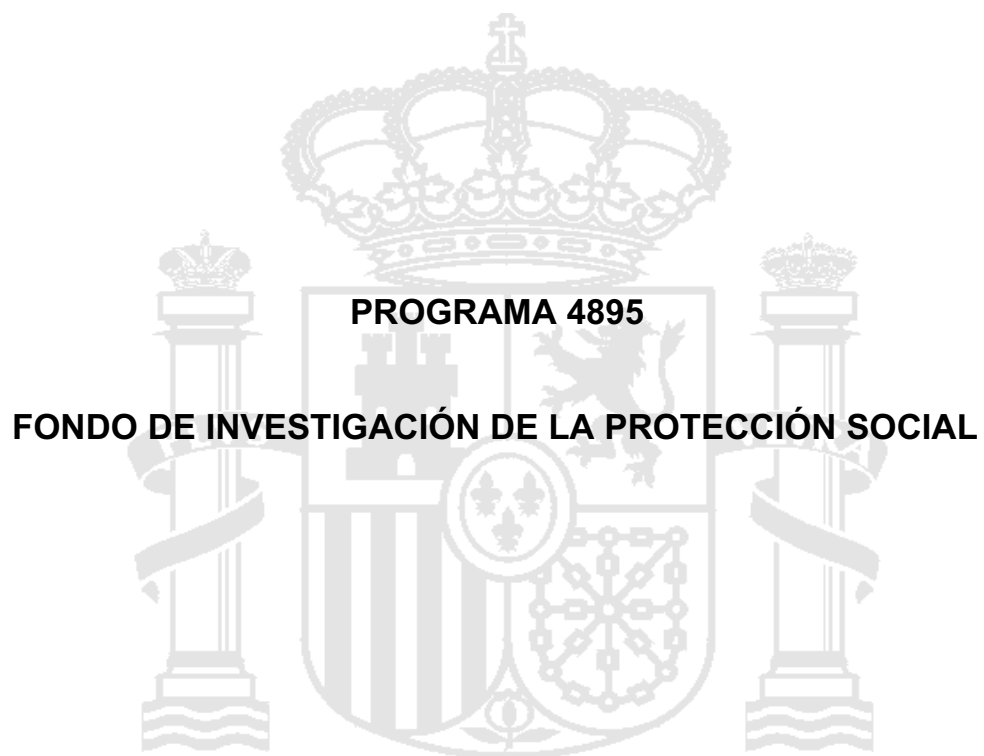 PROGRAMA 4895
FONDO DE INVESTIGACIÓN DE LA PROTECCIÓN SOCIAL